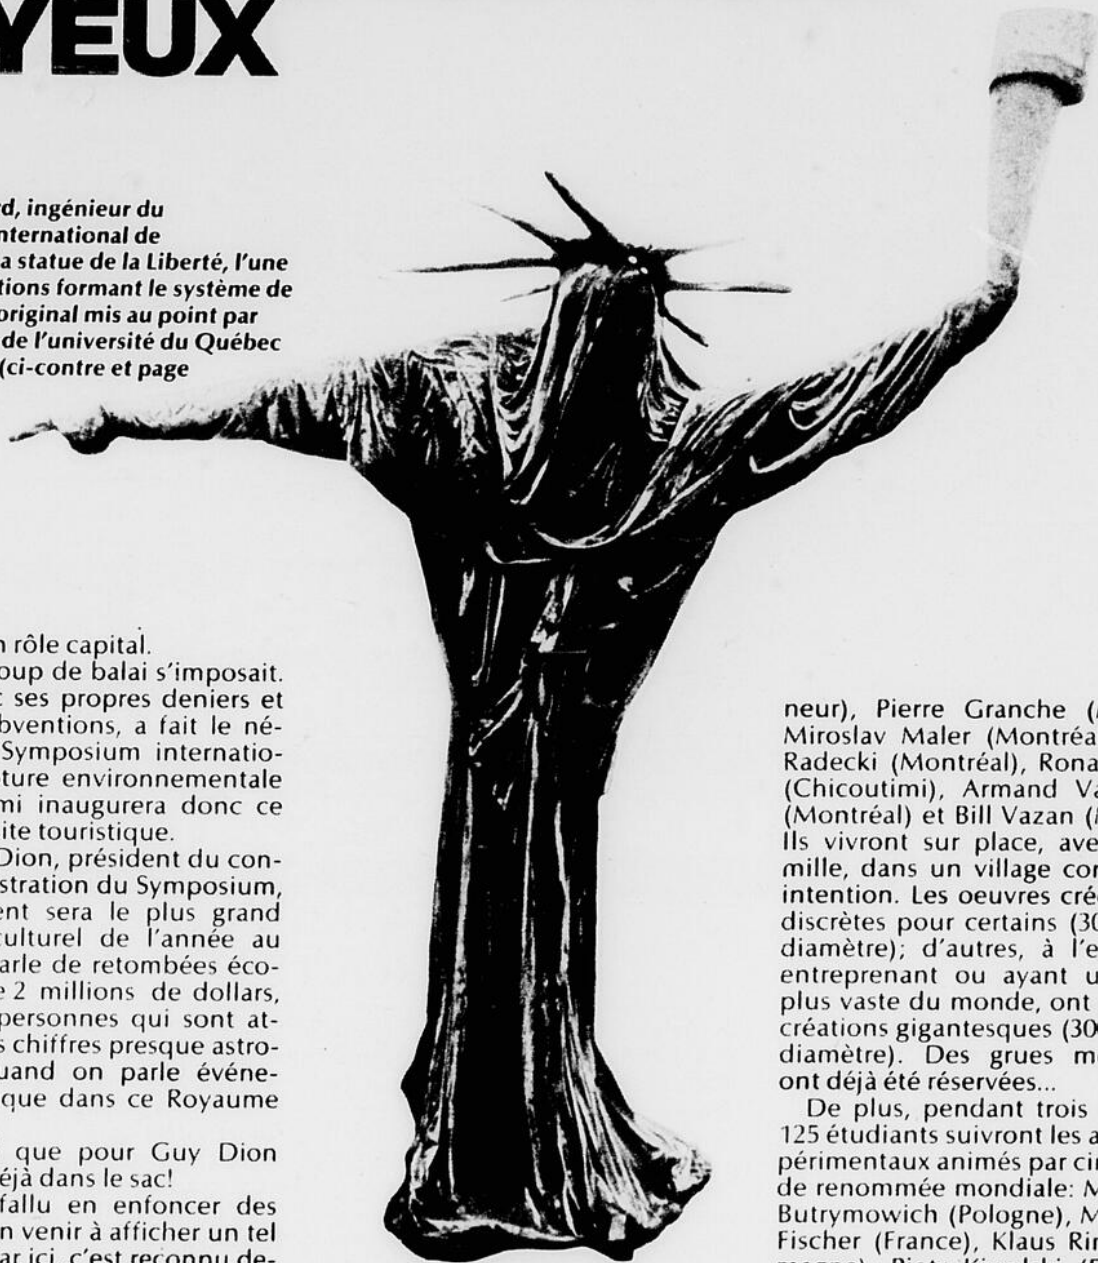 YEUX
d, ingénieur du
nternational de
a statue de la Liberté, l'une
tions formant le système de
original mis au point par
de l'université du Québec
(ci-contre et page
n rôle capital.
oup de balai s'imposait.
ses propres deniers et
bventions, a fait le né-
Symposium internatio-
ture environnementale
mi inaugurera donc ce
ite touristique.
Dion, président du con-
stration du Symposium,
ent sera le plus grand
culturel de l'année au
arle de retombées éco-
e 2 millions de dollars,
personnes qui sont at-
s chiffres presque astro-
uand on parle événe-
que dans ce Royaume
que pour Guy Dion
éjà dans le sac!
fallu en enfoncer des
n venir à afficher un tel
ar ici, c'est reconnu de-
neur), Pierre Granche (
Miroslav Maler (Montréa
Radecki (Montréal), Rona
(Chicoutimi), Armand Va
(Montréal) et Bill Vazan (
Ils vivront sur place, ave
mille, dans un village con
intention. Les oeuvres cré
discrètes pour certains (30
diamètre); d'autres, à l'e
entreprenant ou ayant u
plus vaste du monde, ont
créations gigantesques (300
diamètre). Des grues m
ont déjà été réservées...
De plus, pendant trois
125 étudiants suivront les a
périmentaux animés par cin
de renommée mondiale: M
Butrymowich (Pologne), M
Fischer (France), Klaus Rin